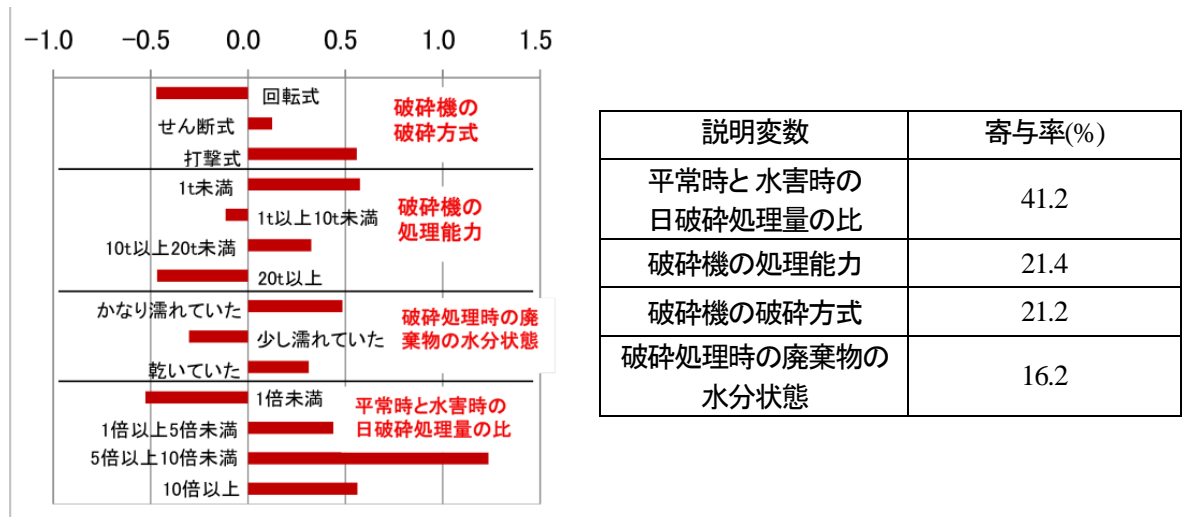 -1.0 -0.5 0.0 0.5 1.0 1.5
回転式
せん断式
打撃式
破砕機の
破砕方式
1t未満
1t以上10t未満
10t以上20t未満
20t以上
破砕機の
処理能力
かなり濡れていた
少し濡れていた
乾いていた
破砕処理時の廃
棄物の水分状態
1倍未満
1倍以上5倍未満
5倍以上10倍未満
10倍以上
平常時と水害時の
日破砕処理量の比
説明変数 寄与率(%)
平常時と 水害時の
日破砕処理量の比
41.2
破砕機の処理能力 21.4
破砕機の破砕方式 21.2
破砕処理時の廃棄物の
水分状態
16.2